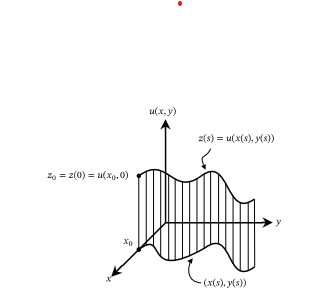 u(x, y)
z(s) = u(x(s), y(s))
z₀ = z(0) = u(x₀, 0)
y
x₀
x
(x(s), y(s))